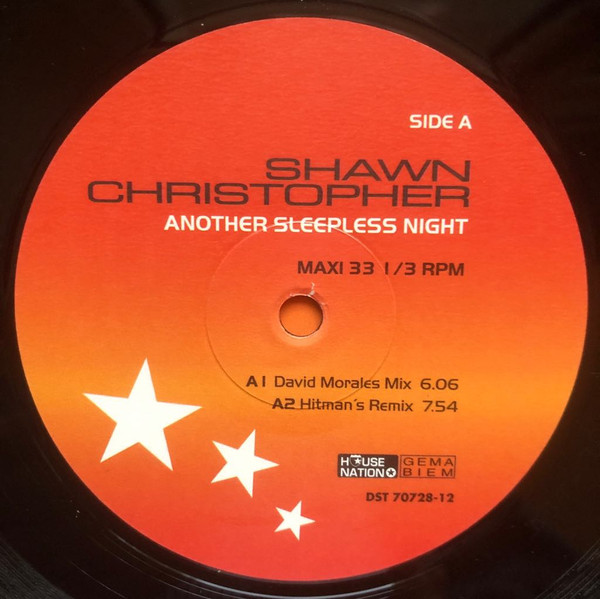 SIDE A
SHAWN
CHRISTOPHER
ANOTHER SLEEPLESS NIGHT
MAXI 33 1/3 RPM
A1 David Morales Mix 6.06
A2 Hitman's Remix 7.54
HOUSE NATION
GEMA BIEM
DST 70728-12